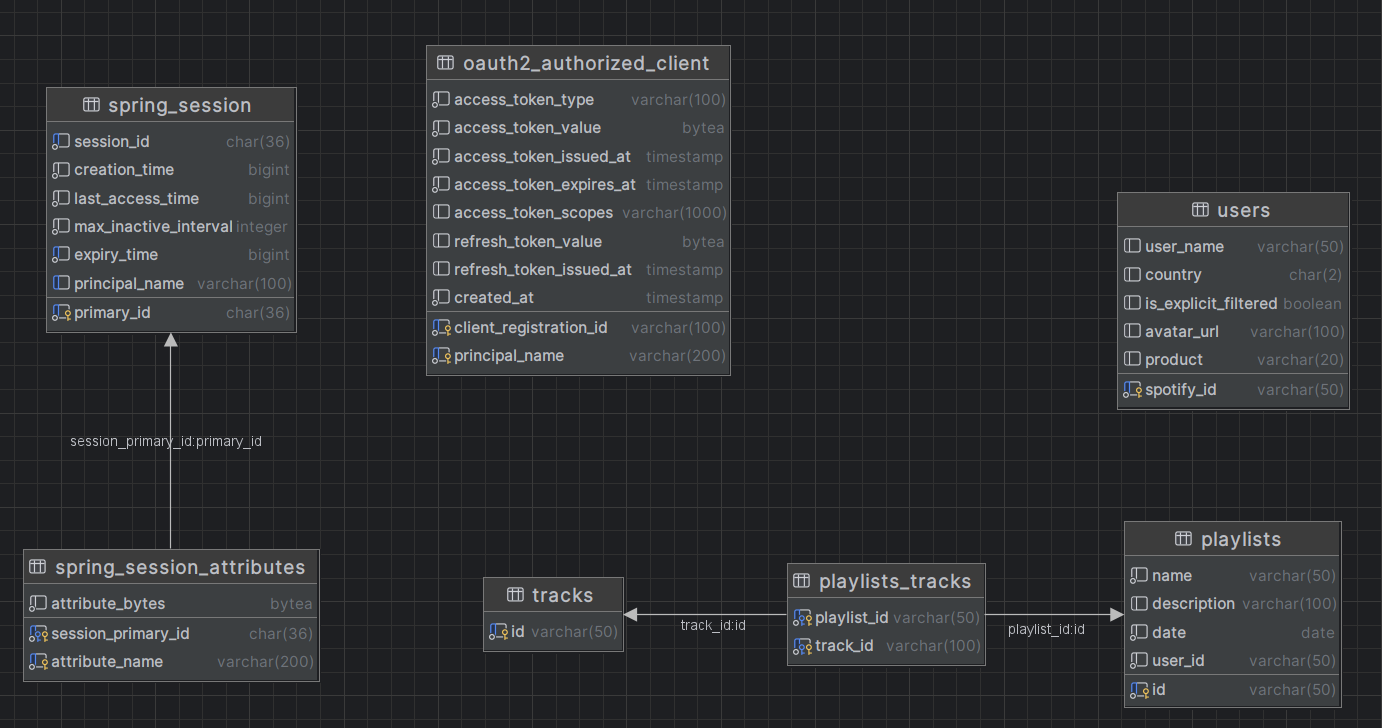 spring_session
session_id char(36)
creation_time bigint
last_access_time bigint
max_inactive_interval integer
expiry_time bigint
principal_name varchar(100)
primary_id char(36)
oauth2_authorized_client
access_token_type varchar(100)
access_token_value bytea
access_token_issued_at timestamp
access_token_expires_at timestamp
access_token_scopes varchar(1000)
refresh_token_value bytea
refresh_token_issued_at timestamp
created_at timestamp
client_registration_id varchar(100)
principal_name varchar(200)
users
user_name varchar(50)
country char(2)
is_explicit_filtered boolean
avatar_url varchar(100)
product varchar(20)
spotify_id varchar(50)
session_primary_id:primary_id
spring_session_attributes
attribute_bytes bytea
session_primary_id char(36)
attribute_name varchar(200)
tracks
id varchar(50)
track_id:id
playlists_tracks
playlist_id varchar(50)
track_id varchar(100)
playlist_id:id
playlists
name varchar(50)
description varchar(100)
date date
user_id varchar(50)
id varchar(50)